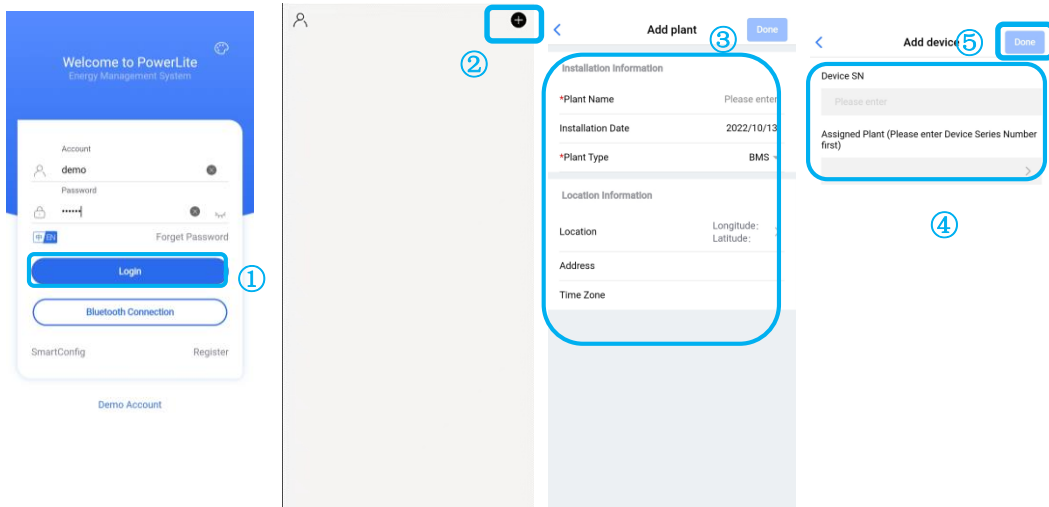 Welcome to PowerLite
Energy Management System
Account
demo
Password
••••••
中 EN
Forget Password
Login
①
Bluetooth Connection
SmartConfig
Register
Demo Account
②
Add plant
③
Done
Installation Information
*Plant Name
Please enter
Installation Date
2022/10/13
*Plant Type
BMS
Location Information
Location
Longitude:
Latitude:
Address
Time Zone
Add device
⑤
Done
Device SN
Please enter
Assigned Plant (Please enter Device Series Number
first)
④